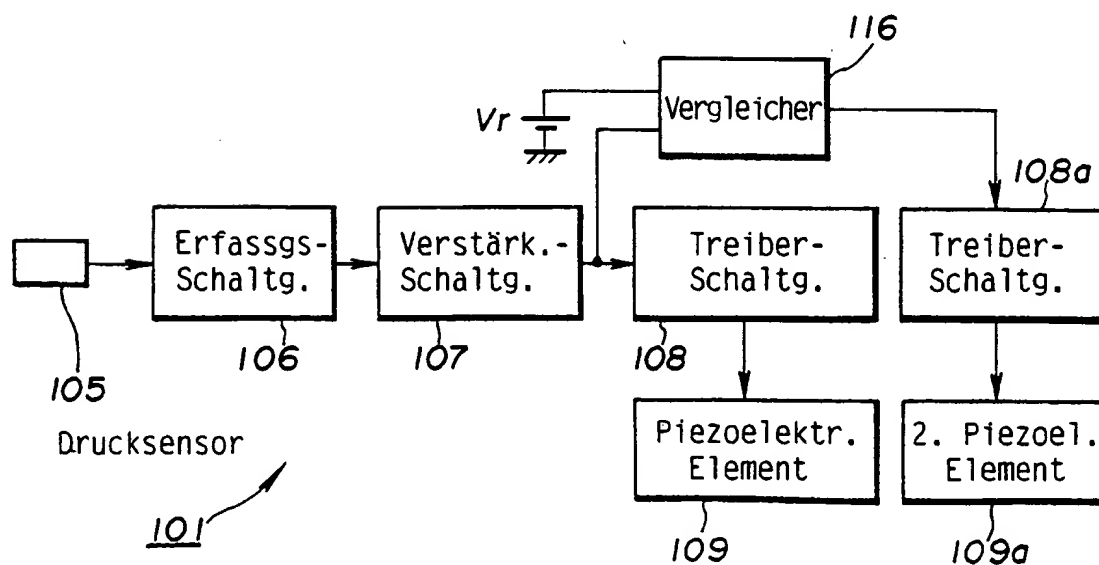 116
Vergleicher
Vr
108a
Erfassgs-
Schaltg.
Verstärk.-
Schaltg.
Treiber-
Schaltg.
Treiber-
Schaltg.
106
107
108
105
Drucksensor
Piezoelektr.
Element
2. Piezoel.
Element
101
109
109a